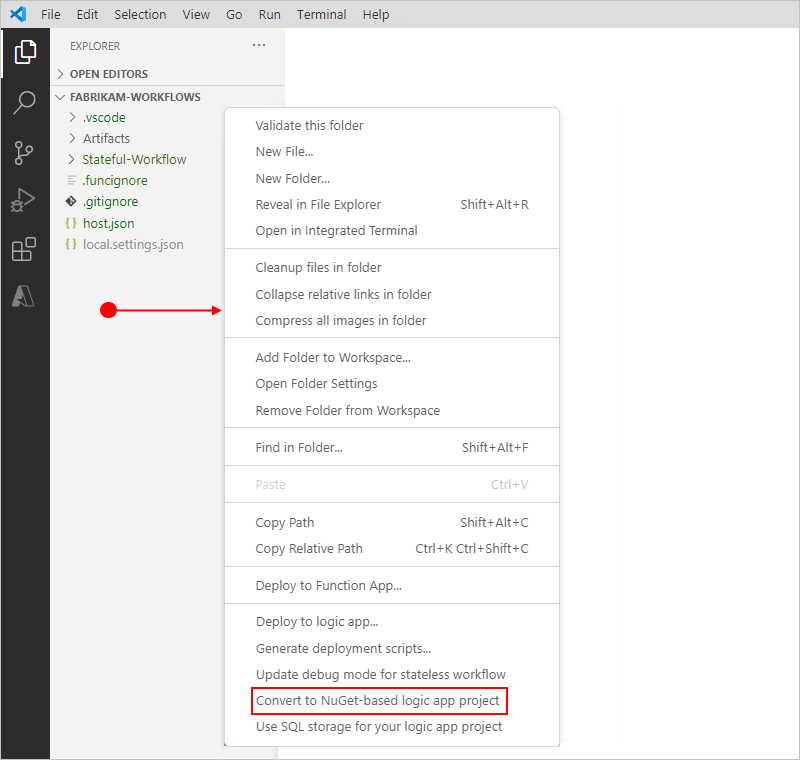 File Edit Selection View Go Run Terminal Help
EXPLORER ...
OPEN EDITORS
FABRIKAM-WORKFLOWS
.vscode
Artifacts
Stateful-Workflow
.funcignore
.gitignore
{} host.json
{} local.settings.json
Validate this folder
New File...
New Folder...
Reveal in File Explorer Shift+Alt+R
Open in Integrated Terminal
Cleanup files in folder
Collapse relative links in folder
Compress all images in folder
Add Folder to Workspace...
Open Folder Settings
Remove Folder from Workspace
Find in Folder... Shift+Alt+F
Paste Ctrl+V
Copy Path Shift+Alt+C
Copy Relative Path Ctrl+K Ctrl+Shift+C
Deploy to Function App...
Deploy to logic app...
Generate deployment scripts...
Update debug mode for stateless workflow
Convert to NuGet-based logic app project
Use SQL storage for your logic app project